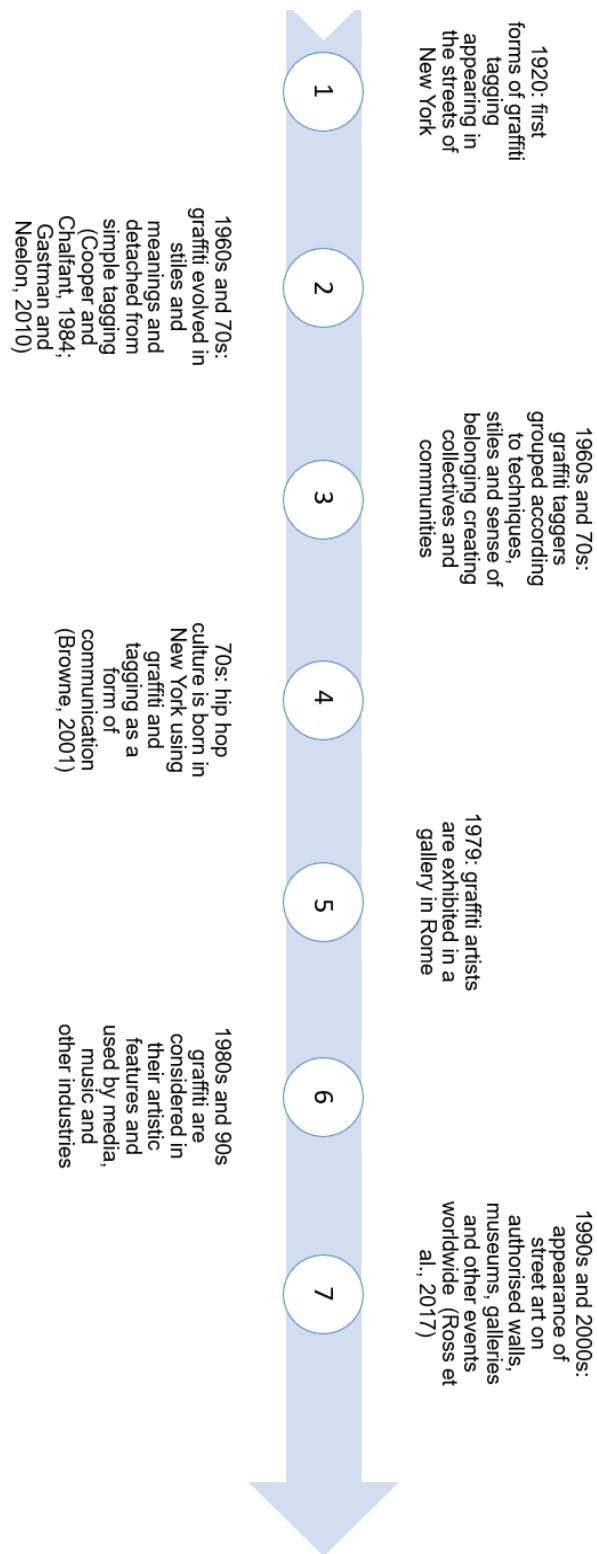 1920: first
forms of graffiti
tagging
appearing in
the streets of
New York
1
1960s and 70s:
graffiti evolved in
stiles and
meanings and
detached from
simple tagging
(Cooper and
Chalfant, 1984;
Gastman and
Neelon, 2010)
2
1960s and 70s:
graffiti taggers
grouped according
to techniques,
stiles and sense of
belonging creating
collectives and
communities
3
70s: hip hop
culture is born in
New York using
graffiti and
tagging as a
form of
communication
(Browne, 2001)
4
1979: graffiti artists
are exhibited in a
gallery in Rome
5
1980s and 90s
graffiti are
considered in
their artistic
features and
used by media,
music and
other industries
6
1990s and 2000s:
appearance of
street art on
authorised walls,
museums, galleries
and other events
worldwide (Ross et
al., 2017)
7